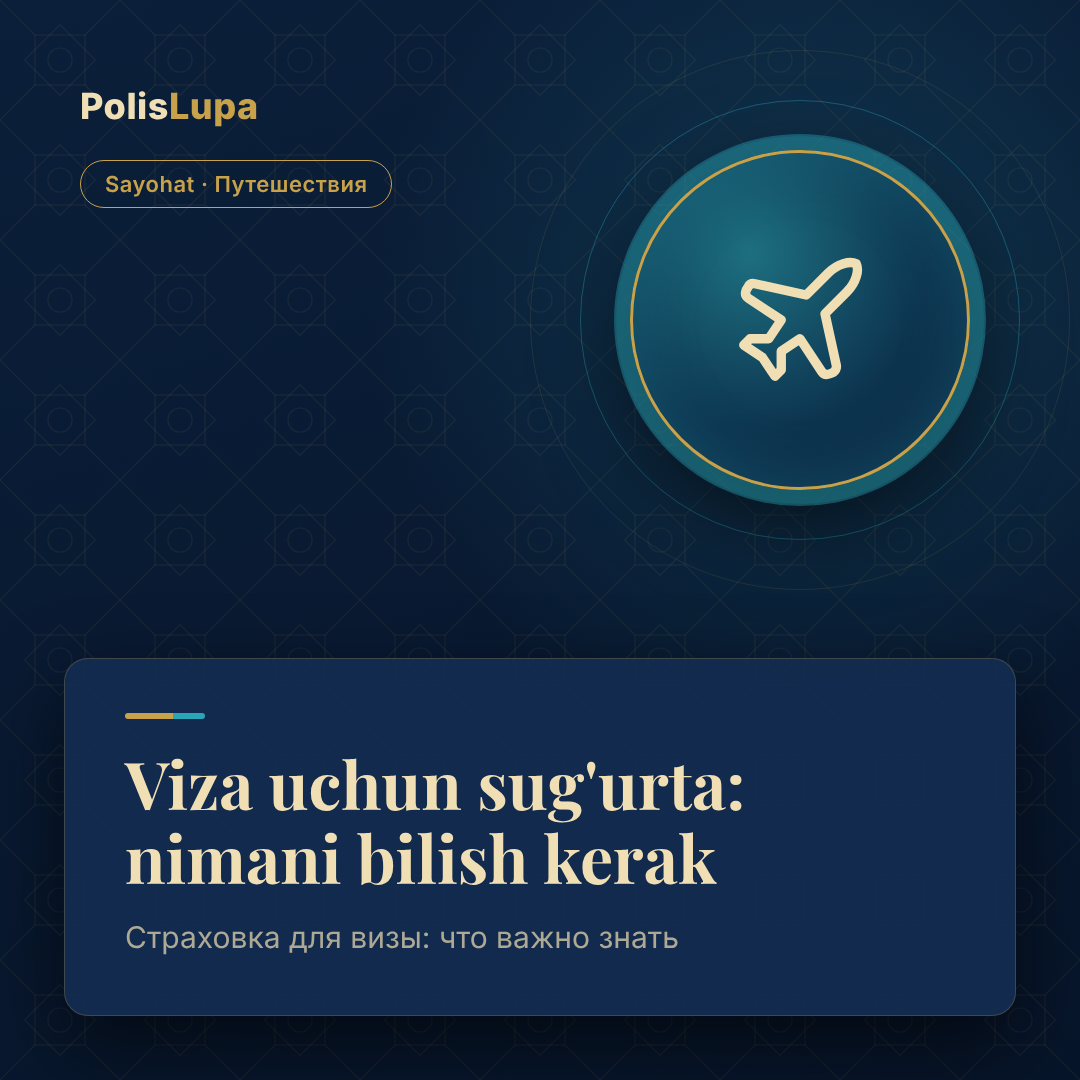 PolisLupa
Sayohat · Путешествия
Viza uchun sug'urta:
nimani bilish kerak
Страховка для визы: что важно знать